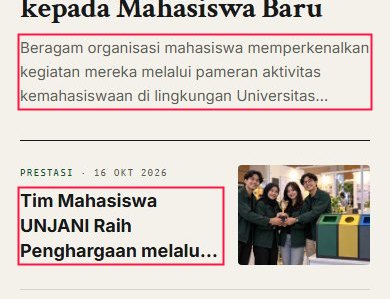 kepada Mahasiswa Baru
Beragam organisasi mahasiswa memperkenalkan
kegiatan mereka melalui pameran aktivitas
kemahasiswaan di lingkungan Universitas...
PRESTASI · 16 OKT 2026
Tim Mahasiswa
UNJANI Raih
Penghargaan melalu...